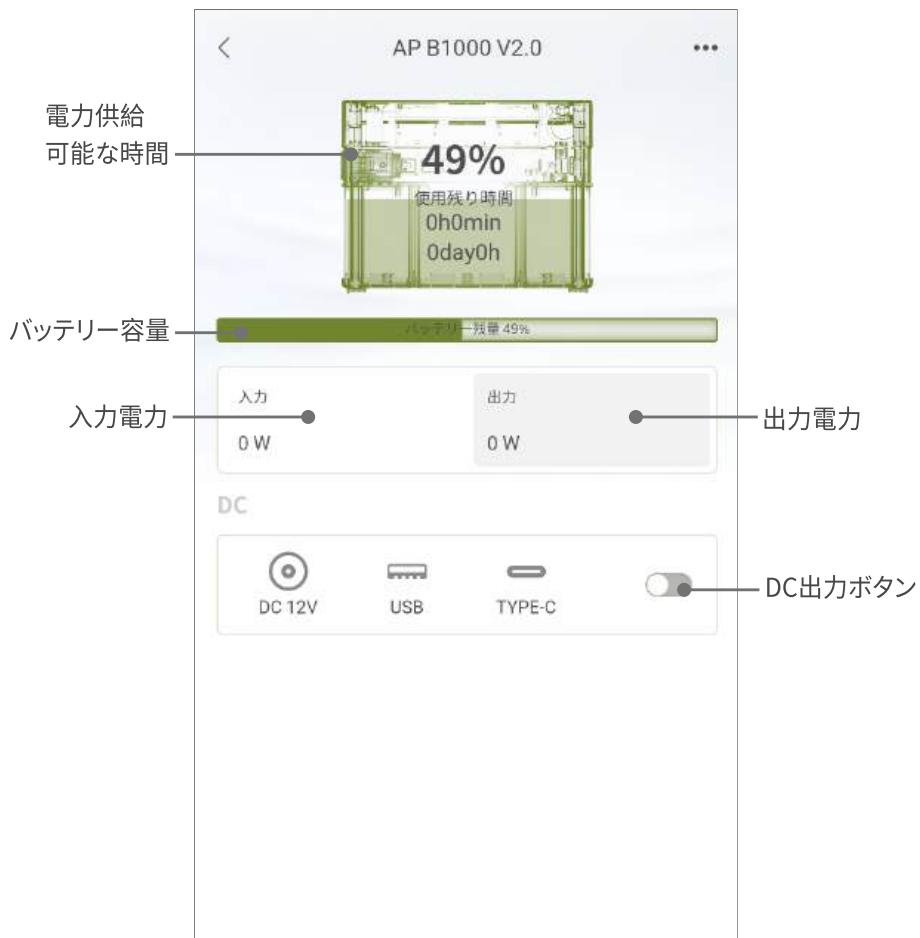 AP B1000 V2.0
電力供給
可能な時間
49%
使用残り時間
0h0min
0day0h
バッテリー容量
バッテリー残量 49%
入力電力
入力
0 W
出力
0 W
出力電力
DC
DC 12V
USB
TYPE-C
DC出力ボタン